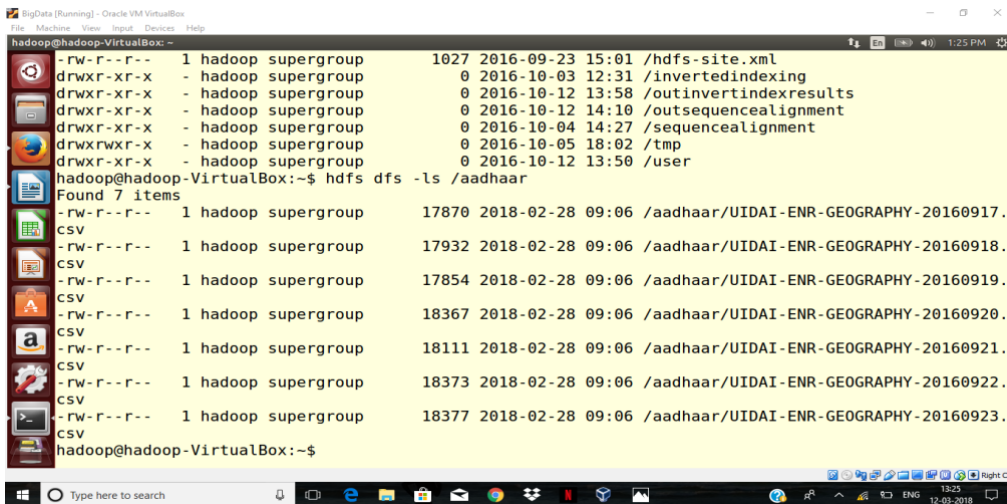 BigData [Running] - Oracle VM VirtualBox
File Machine View Input Devices Help
hadoop@hadoop-VirtualBox: ~ En 1:25 PM
-rw-r--r-- 1 hadoop supergroup 1027 2016-09-23 15:01 /hdfs-site.xml
drwxr-xr-x - hadoop supergroup 0 2016-10-03 12:31 /invertedindexing
drwxr-xr-x - hadoop supergroup 0 2016-10-12 13:58 /outinvertindexresults
drwxr-xr-x - hadoop supergroup 0 2016-10-12 14:10 /outsequencealignment
drwxr-xr-x - hadoop supergroup 0 2016-10-04 14:27 /sequencealignment
drwxrwxr-x - hadoop supergroup 0 2016-10-05 18:02 /tmp
drwxr-xr-x - hadoop supergroup 0 2016-10-12 13:50 /user
hadoop@hadoop-VirtualBox:~$ hdfs dfs -ls /aadhaar
Found 7 items
-rw-r--r-- 1 hadoop supergroup 17870 2018-02-28 09:06 /aadhaar/UIDAI-ENR-GEOGRAPHY-20160917.
csv
-rw-r--r-- 1 hadoop supergroup 17932 2018-02-28 09:06 /aadhaar/UIDAI-ENR-GEOGRAPHY-20160918.
csv
-rw-r--r-- 1 hadoop supergroup 17854 2018-02-28 09:06 /aadhaar/UIDAI-ENR-GEOGRAPHY-20160919.
csv
-rw-r--r-- 1 hadoop supergroup 18367 2018-02-28 09:06 /aadhaar/UIDAI-ENR-GEOGRAPHY-20160920.
csv
-rw-r--r-- 1 hadoop supergroup 18111 2018-02-28 09:06 /aadhaar/UIDAI-ENR-GEOGRAPHY-20160921.
csv
-rw-r--r-- 1 hadoop supergroup 18373 2018-02-28 09:06 /aadhaar/UIDAI-ENR-GEOGRAPHY-20160922.
csv
-rw-r--r-- 1 hadoop supergroup 18377 2018-02-28 09:06 /aadhaar/UIDAI-ENR-GEOGRAPHY-20160923.
csv
hadoop@hadoop-VirtualBox:~$
Right C
Type here to search
ENG
13:25
12-03-2018